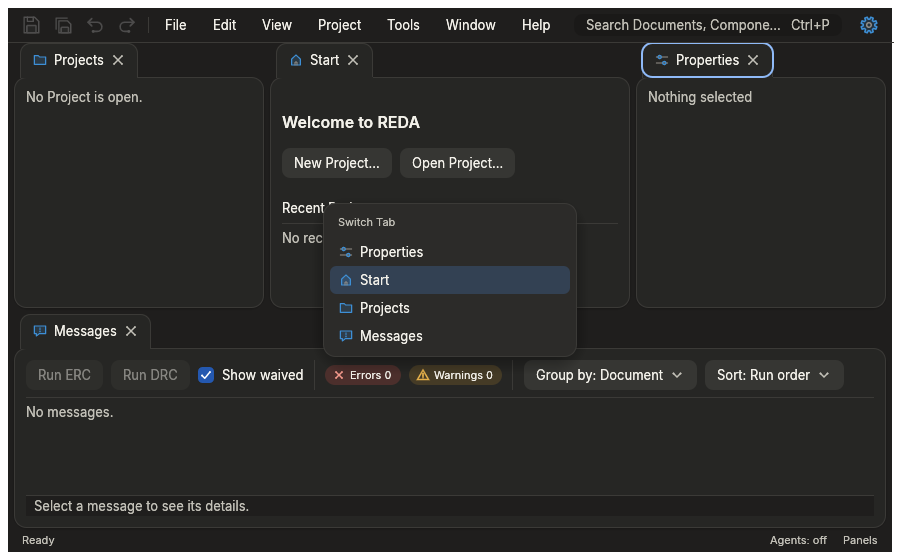 File Edit View Project Tools Window Help Search Documents, Compone... Ctrl+P
Projects Start Properties
No Project is open.
Nothing selected
Welcome to REDA
New Project... Open Project...
Recent
No rec
Switch Tab
Properties
Start
Projects
Messages
Messages
Run ERC Run DRC Show waived Errors 0 Warnings 0 Group by: Document Sort: Run order
No messages.
Select a message to see its details.
Ready Agents: off Panels